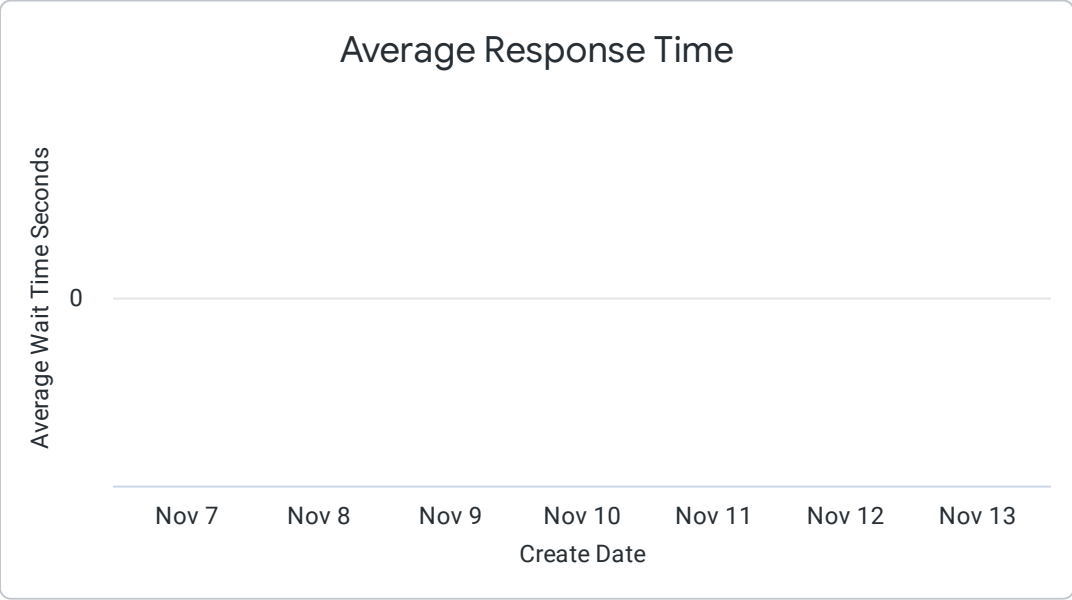 Average Response Time
Average Wait Time Seconds
0
Nov 7
Nov 8
Nov 9
Nov 10
Nov 11
Nov 12
Nov 13
Create Date